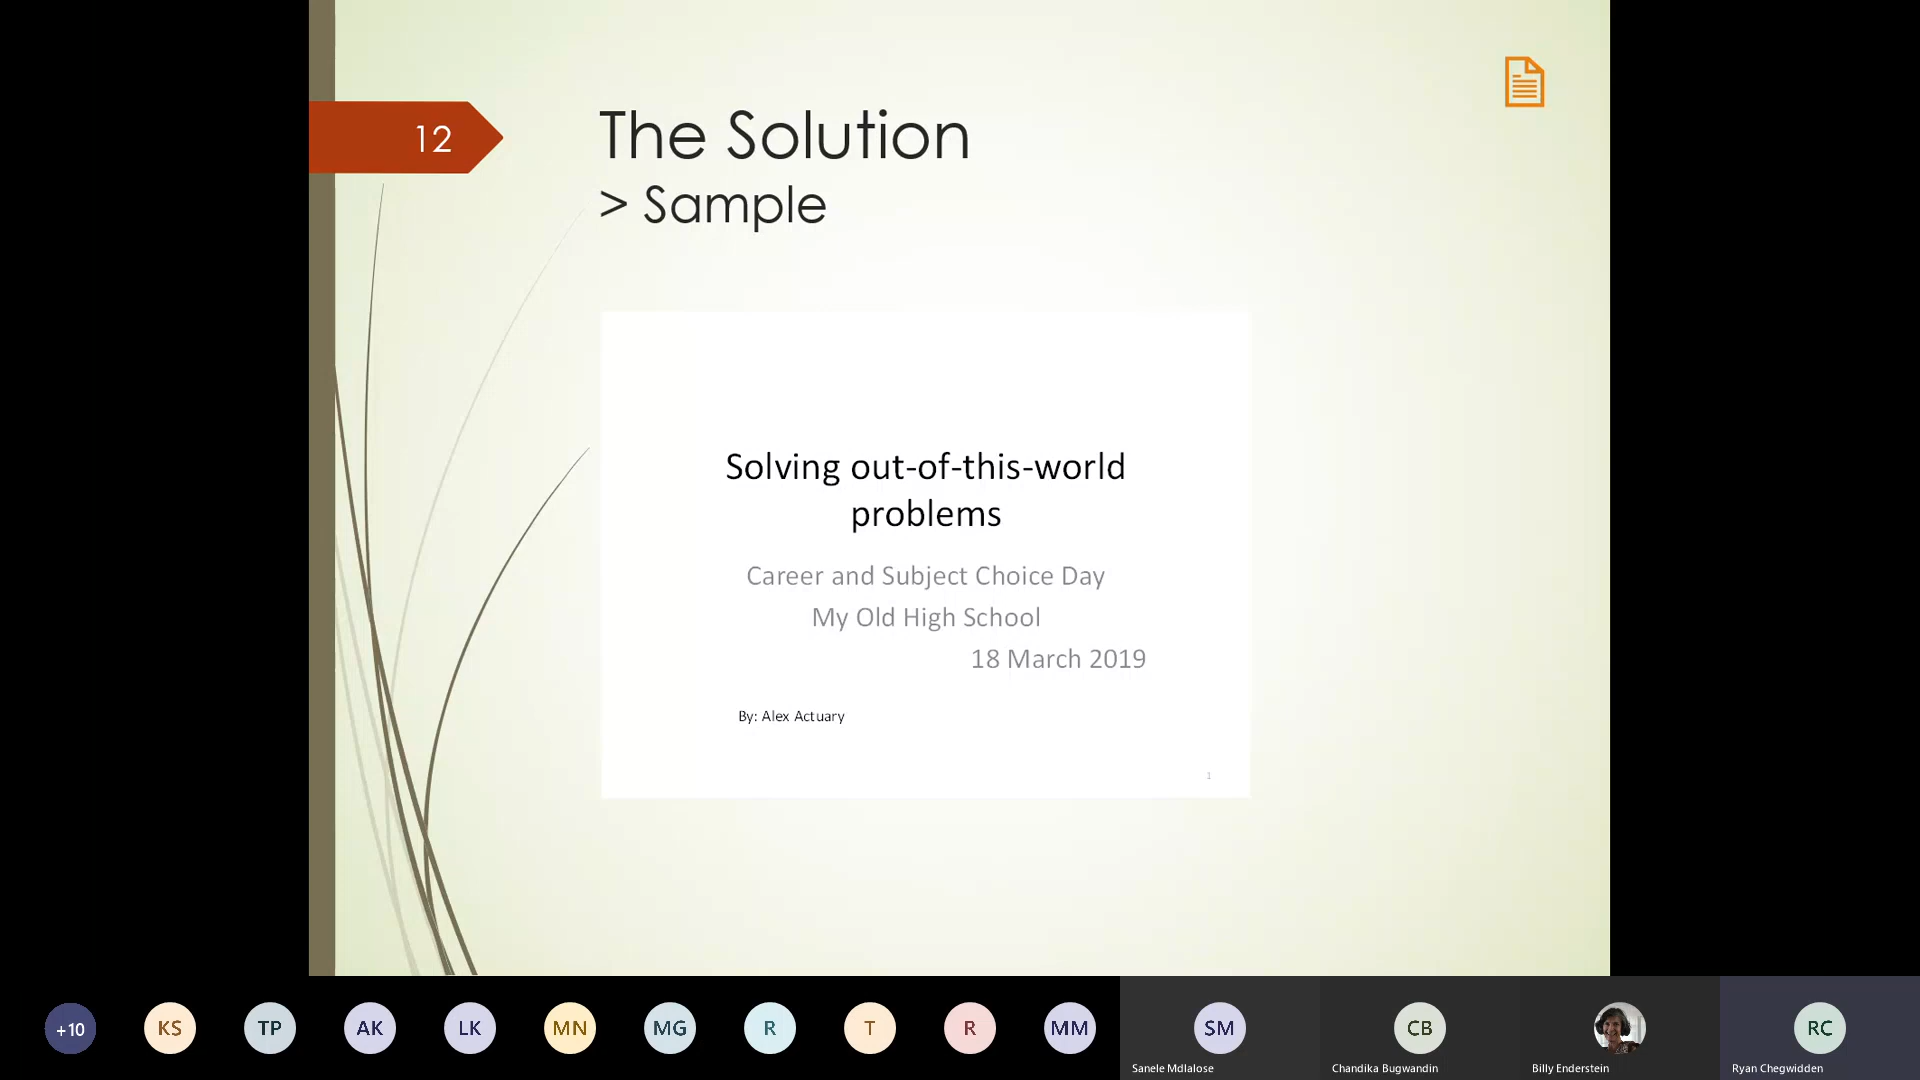 12
The Solution
> Sample
Solving out-of-this-world
problems
Career and Subject Choice Day
My Old High School
18 March 2019
By: Alex Actuary
1
+10
KS
TP
AK
LK
MN
MG
R
T
R
MM
SM
CB
RC
Sanele Mdlalose
Chandika Bugwandin
Billy Enderstein
Ryan Chegwidden